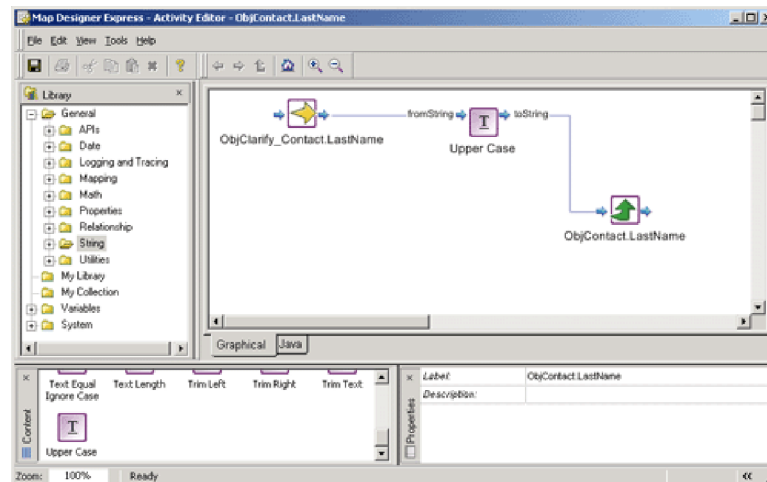 Map Designer Express - Activity Editor - ObjContact.LastName
File Edit View Tools Help
Library
General
APIs
Date
Logging and Tracing
Mapping
Math
Properties
Relationship
String
Utilities
My Library
My Collection
Variables
System
ObjClarify_Contact.LastName
fromString
T
toString
Upper Case
ObjContact.LastName
Graphical Java
Content
Text Equal Ignore Case
Text Length
Trim Left
Trim Right
Trim Text
T
Upper Case
Properties
Label: ObjContact.LastName
Description:
Zoom: 100% Ready